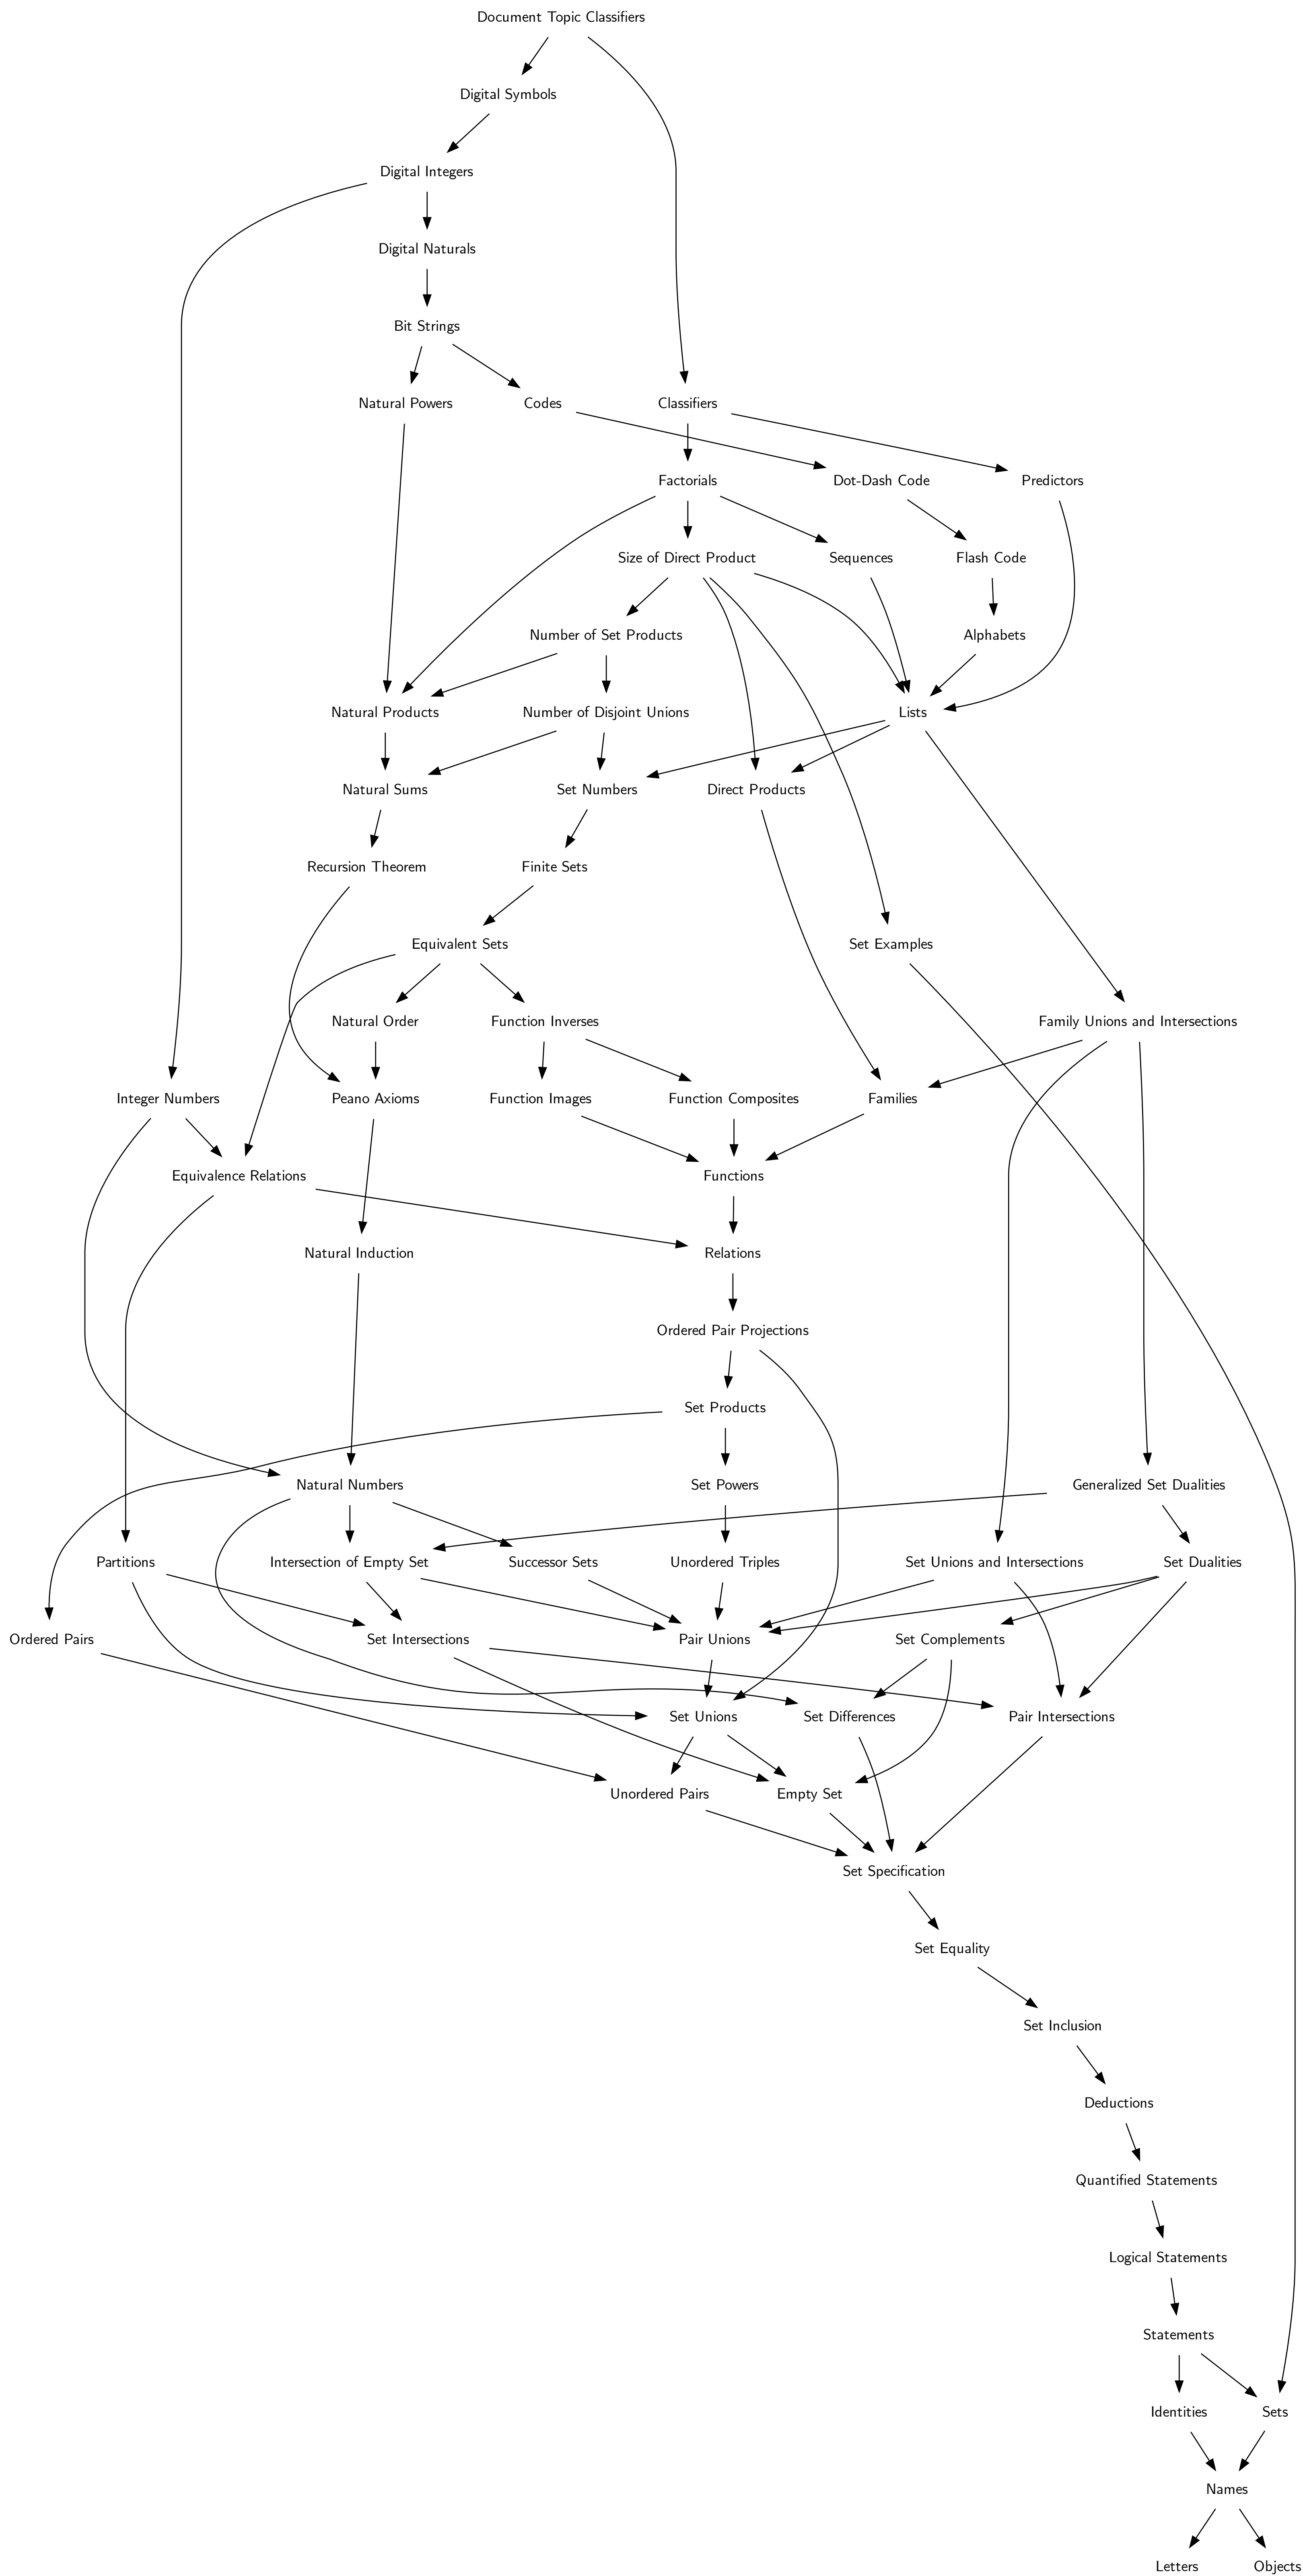 Document Topic Classifiers
Digital Symbols
Digital Integers
Digital Naturals
Bit Strings
Natural Powers
Codes
Classifiers
Factorials
Dot-Dash Code
Predictors
Size of Direct Product
Sequences
Flash Code
Number of Set Products
Alphabets
Natural Products
Number of Disjoint Unions
Lists
Natural Sums
Set Numbers
Direct Products
Recursion Theorem
Finite Sets
Equivalent Sets
Set Examples
Natural Order
Function Inverses
Family Unions and Intersections
Integer Numbers
Peano Axioms
Function Images
Function Composites
Families
Equivalence Relations
Functions
Natural Induction
Relations
Ordered Pair Projections
Set Products
Natural Numbers
Set Powers
Generalized Set Dualities
Partitions
Intersection of Empty Set
Successor Sets
Unordered Triples
Set Unions and Intersections
Set Dualities
Ordered Pairs
Set Intersections
Pair Unions
Set Complements
Set Unions
Set Differences
Pair Intersections
Unordered Pairs
Empty Set
Set Specification
Set Equality
Set Inclusion
Deductions
Quantified Statements
Logical Statements
Statements
Identities
Sets
Names
Letters
Objects